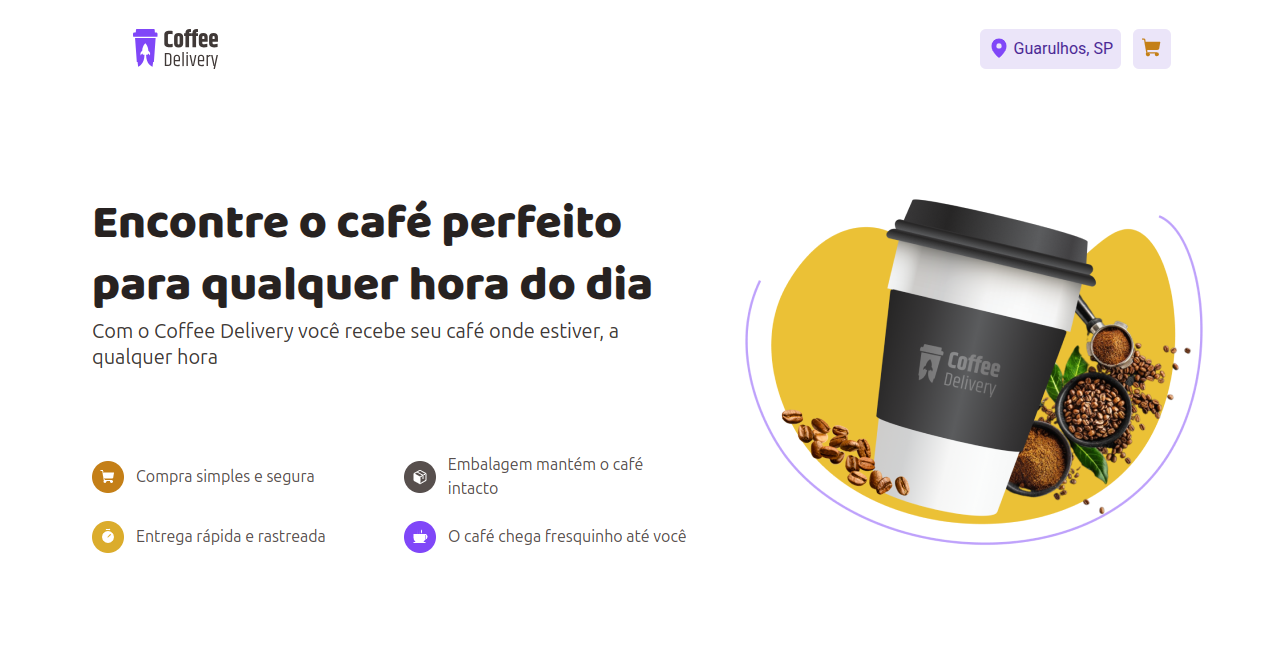 Coffee
Delivery
Guarulhos, SP
Encontre o café perfeito
para qualquer hora do dia
Com o Coffee Delivery você recebe seu café onde estiver, a
qualquer hora
Coffee
Delivery
Compra simples e segura
Embalagem mantém o café
intacto
Entrega rápida e rastreada
O café chega fresquinho até você